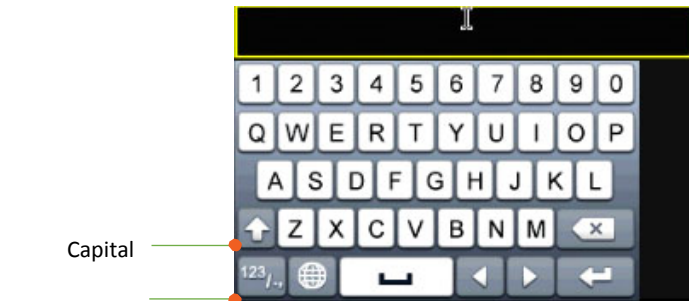 1 2 3 4 5 6 7 8 9 0
Q W E R T Y U I O P
A S D F G H J K L
Z X C V B N M
Capital
123/.,